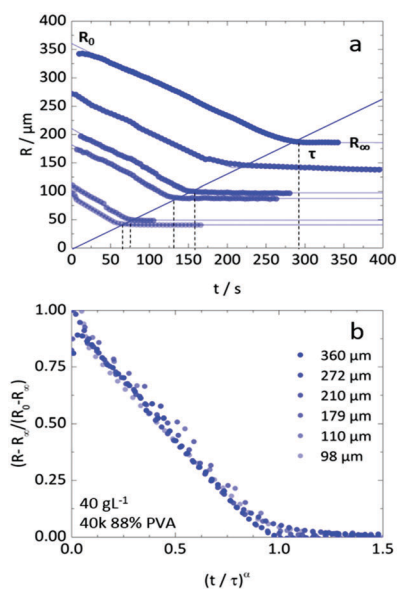 a
R₀
R∞
τ
R / μm
400
350
300
250
200
150
100
50
0
0 50 100 150 200 250 300 350 400
t / s
b
(R- R∞/(R₀-R∞)
1.00
0.75
0.50
0.25
0.00
360 μm
272 μm
210 μm
179 μm
110 μm
98 μm
40 gL⁻¹
40k 88% PVA
0.0 0.5 1.0 1.5
(t / τ)ᵅ